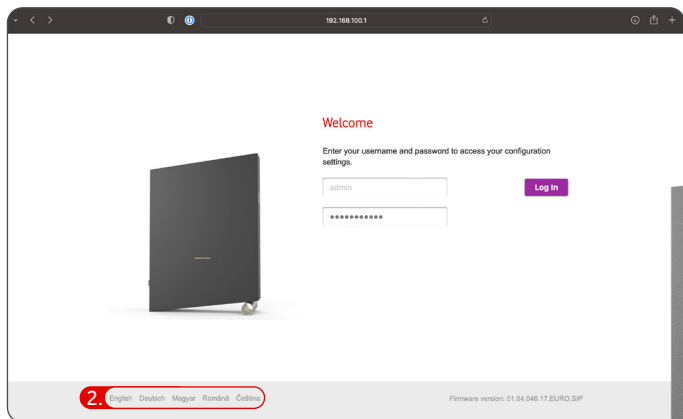 192.168.100.1
Welcome
Enter your username and password to access your configuration
settings.
admin
Log In
•••••••••••
2.
English Deutsch Magyar Română Čeština
Firmware version: 01.04.046.17.EURO.SIP